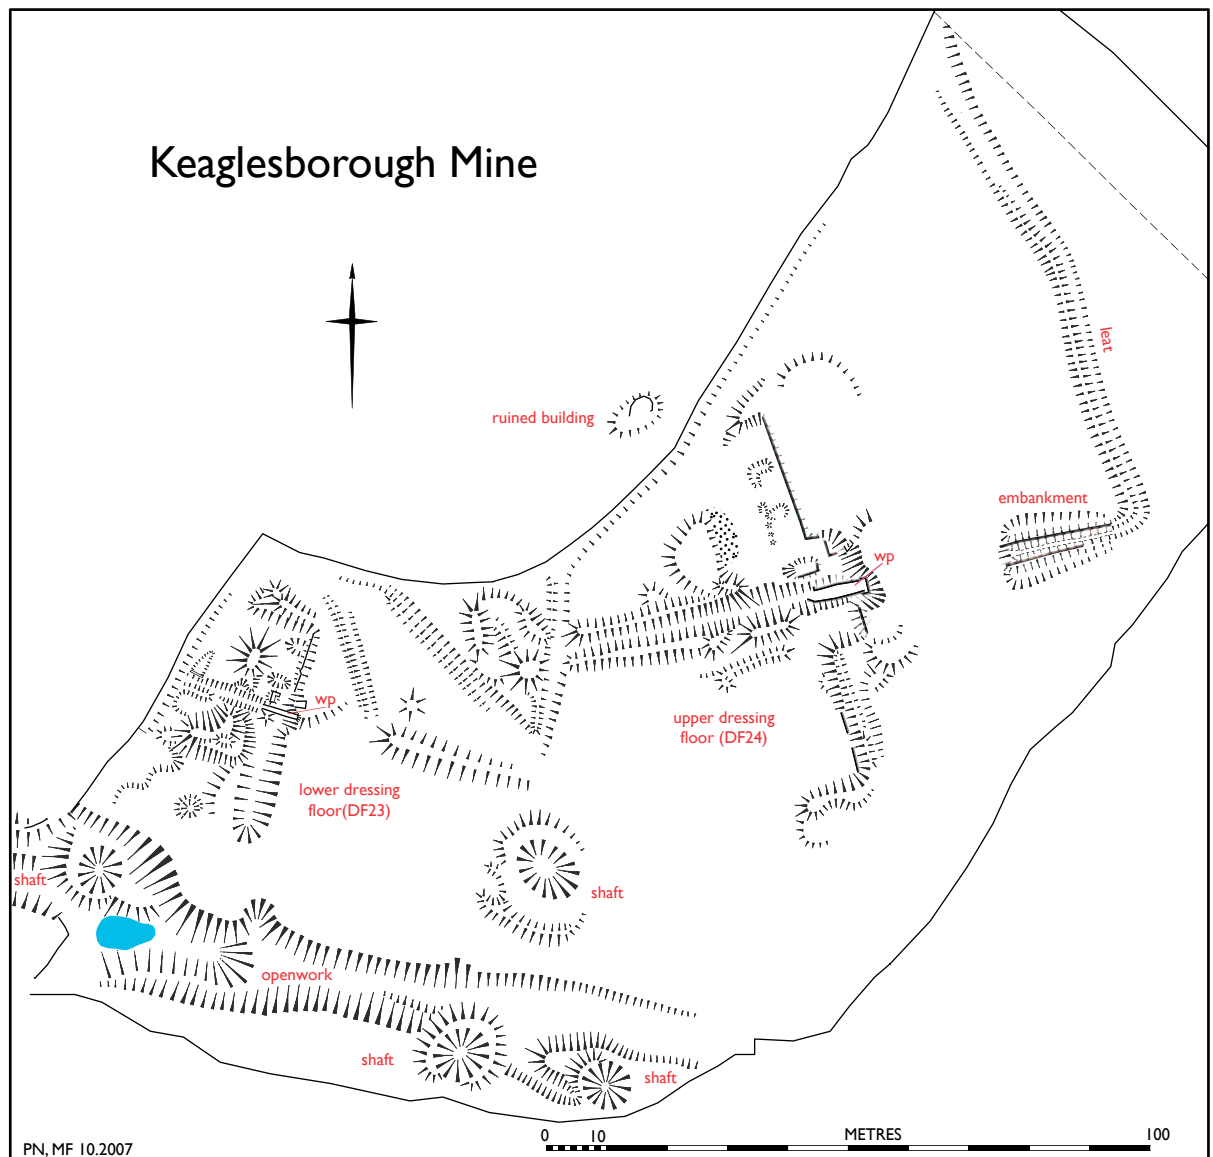 Keaglesborough Mine
leat
ruined building
embankment
wp
wp
upper dressing
floor (DF24)
lower dressing
floor(DF23)
shaft
shaft
openwork
shaft
shaft
0 10 METRES 100
PN, MF 10.2007